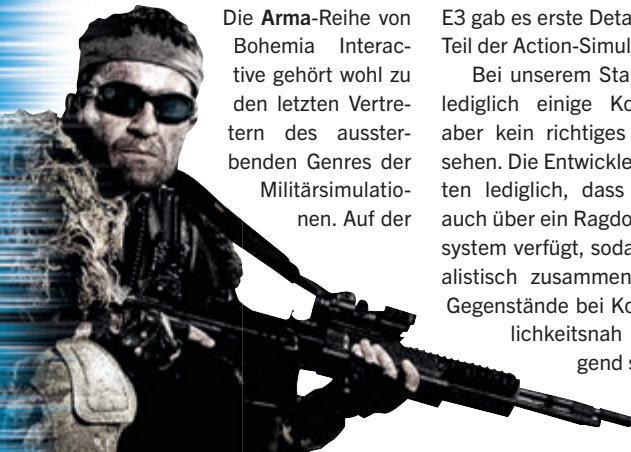 Die Arma-Reihe von
Bohemia Interac-
tive gehört wohl zu
den letzten Vertre-
tern desausster-
benden Genres der
Militärsimulatio-
nen. Auf der
E3 gab es erste Deta
Teil der Action-Simul
Bei unserem Sta
lediglich einige Ko
aber kein richtiges
sehen. Die Entwickle
ten lediglich, dass
auch über ein Ragdo
system verfügt, soda
alistisch zusammen
Gegenstände bei Ko
lichkeitsnah
gend s